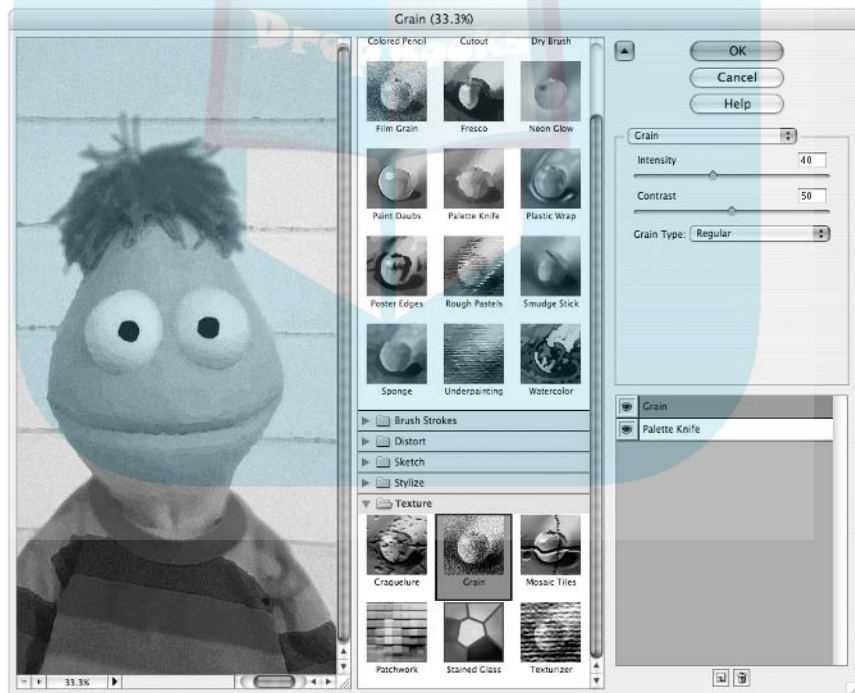 Grain (33.3%)
DropBooks
Colored Pencil Cutout Dry Brush
Film Grain Fresco Neon Glow
Paint Daubs Palette Knife Plastic Wrap
Poster Edges Rough Pastels Smudge Stick
Sponge Underpainting Watercolor
Brush Strokes
Distort
Sketch
Stylize
Texture
Craquelure Grain Mosaic Tiles
Patchwork Stained Glass Texturizer
33.3%
OK
Cancel
Help
Grain
Intensity 40
Contrast 50
Grain Type: Regular
Grain
Palette Knife